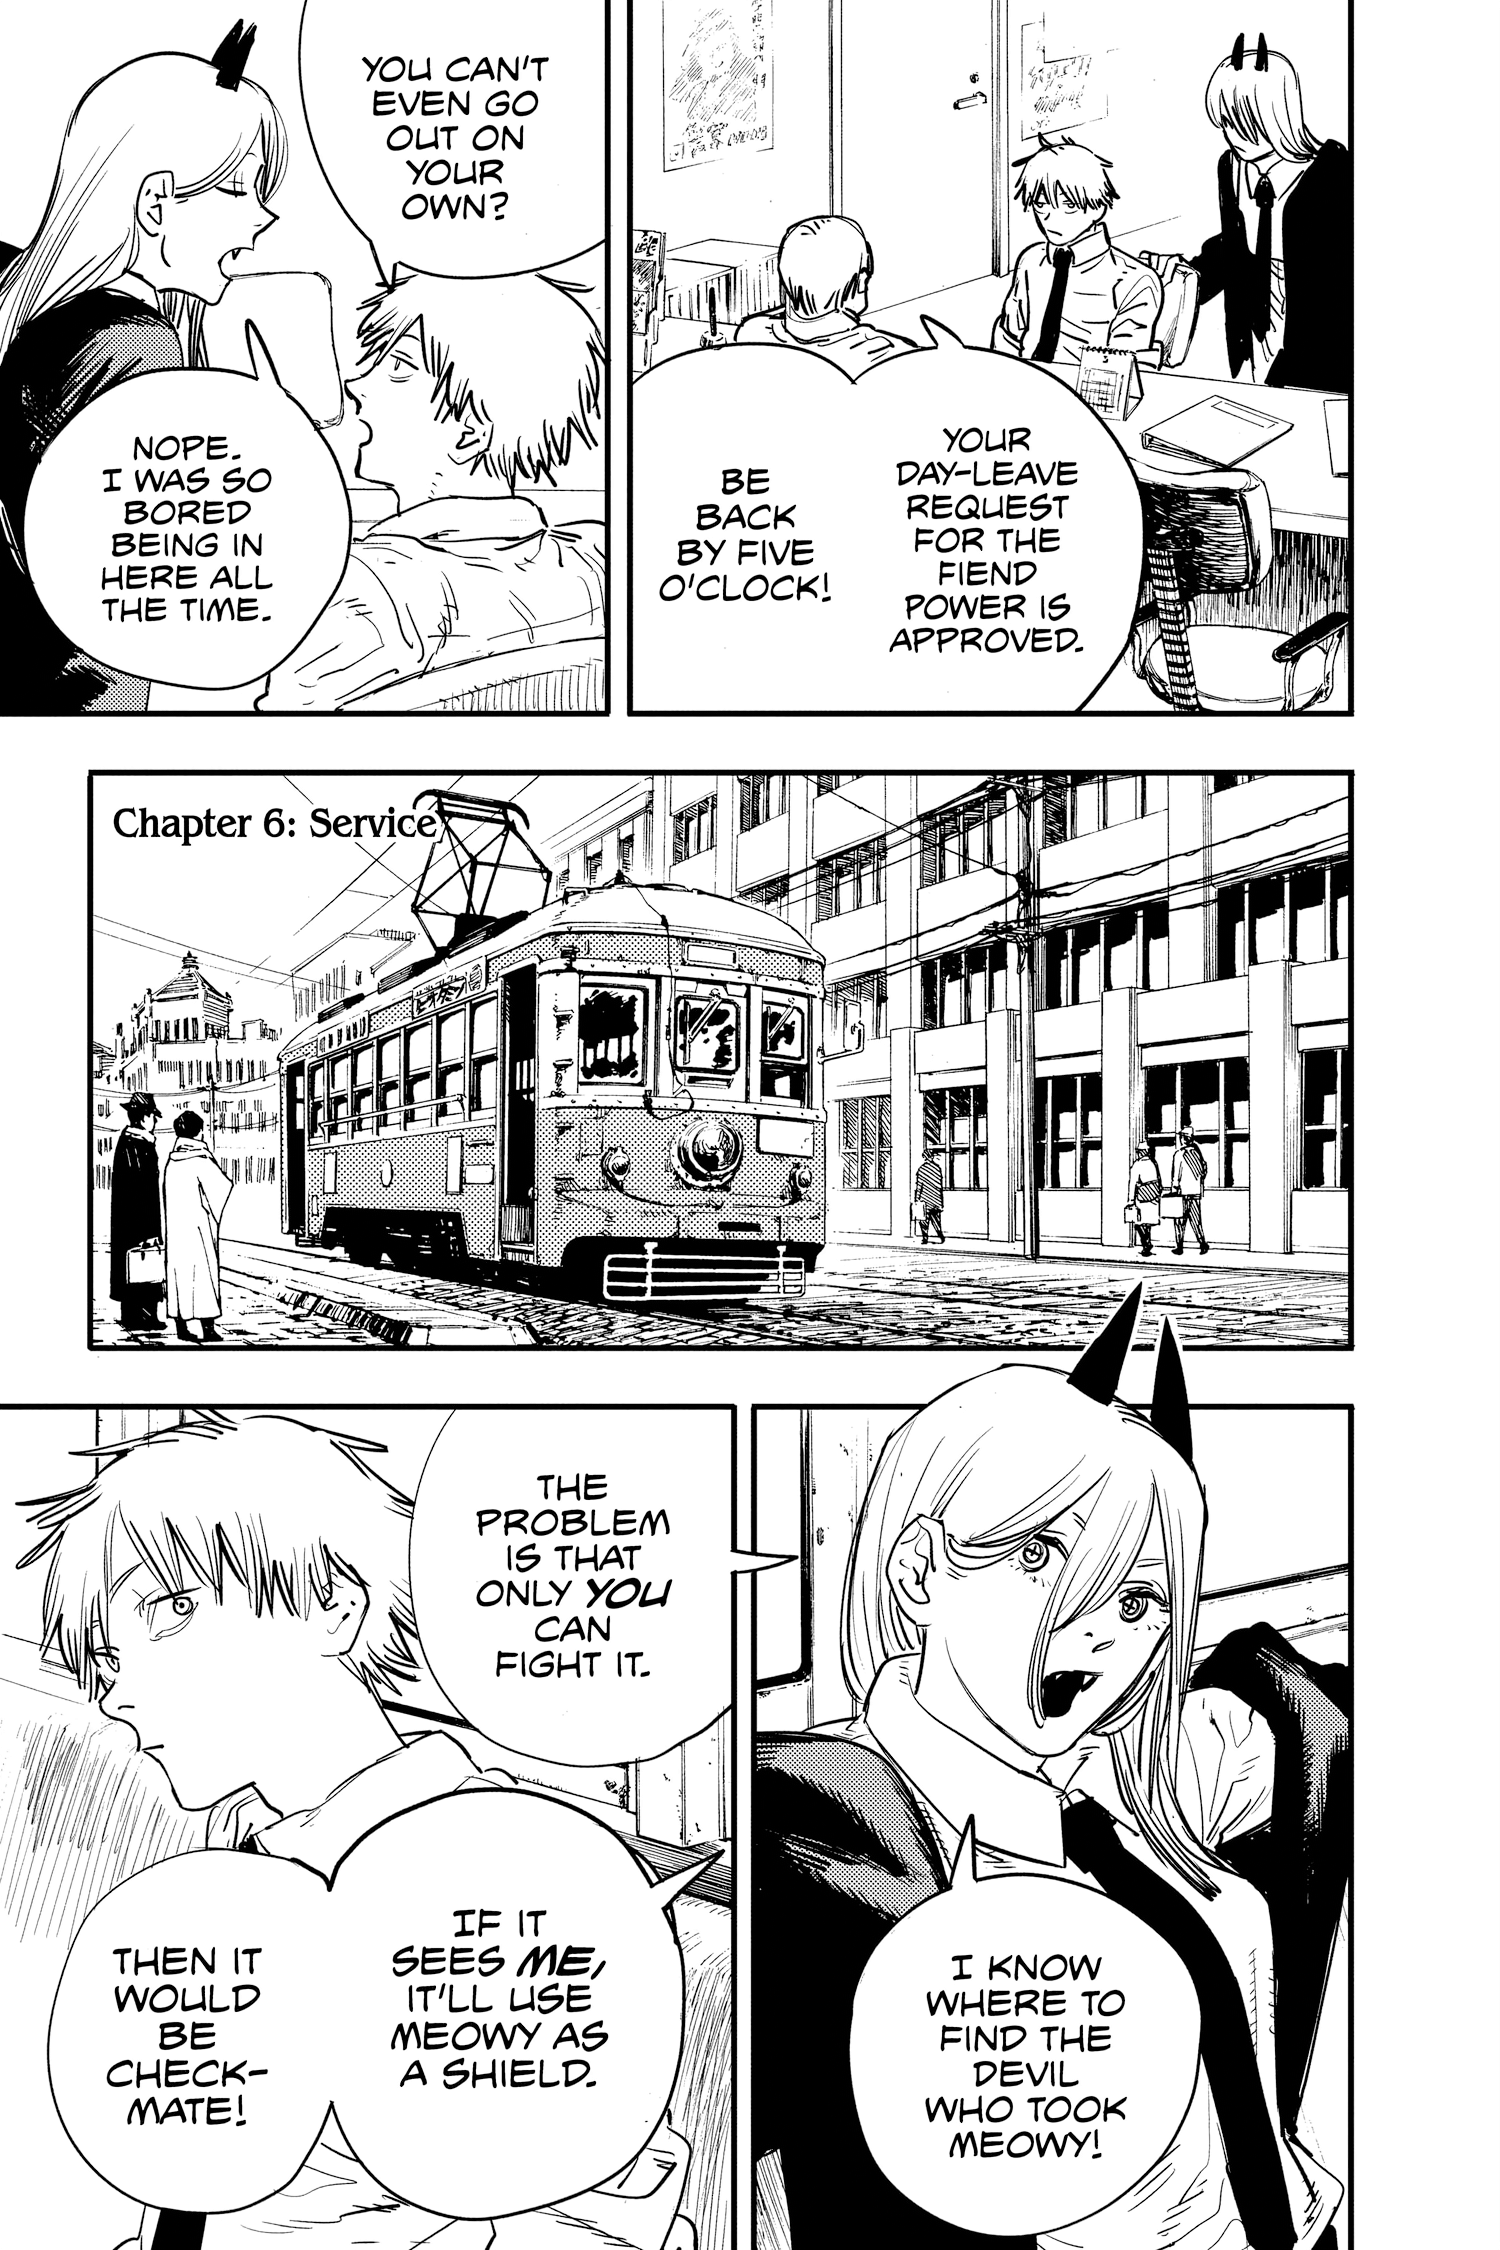 YOUR
DAY-LEAVE
REQUEST
FOR THE
FIEND
POWER IS
APPROVED.
BE
BACK
BY FIVE
O'CLOCK!
YOU CAN'T
EVEN GO
OUT ON
YOUR
OWN?
NOPE.
I WAS SO
BORED
BEING IN
HERE ALL
THE TIME.
Chapter 6: Service
I KNOW
WHERE TO
FIND THE
DEVIL
WHO TOOK
MEOWY!
THE
PROBLEM
IS THAT
ONLY YOU
CAN
FIGHT IT.
IF IT
SEES ME,
IT'LL USE
MEOWY AS
A SHIELD.
THEN IT
WOULD
BE
CHECK-
MATE!